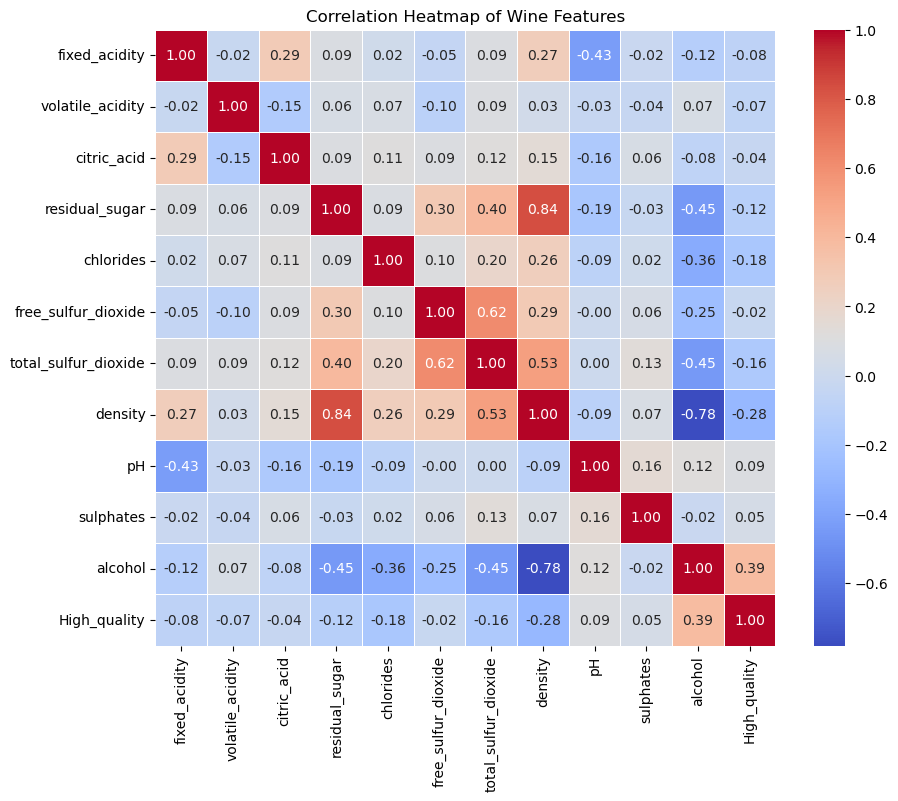 Correlation Heatmap of Wine Features
fixed_acidity 1.00 -0.02 0.29 0.09 0.02 -0.05 0.09 0.27 -0.43 -0.02 -0.12 -0.08
volatile_acidity -0.02 1.00 -0.15 0.06 0.07 -0.10 0.09 0.03 -0.03 -0.04 0.07 -0.07
citric_acid 0.29 -0.15 1.00 0.09 0.11 0.09 0.12 0.15 -0.16 0.06 -0.08 -0.04
residual_sugar 0.09 0.06 0.09 1.00 0.09 0.30 0.40 0.84 -0.19 -0.03 -0.45 -0.12
chlorides 0.02 0.07 0.11 0.09 1.00 0.10 0.20 0.26 -0.09 0.02 -0.36 -0.18
free_sulfur_dioxide -0.05 -0.10 0.09 0.30 0.10 1.00 0.62 0.29 -0.00 0.06 -0.25 -0.02
total_sulfur_dioxide 0.09 0.09 0.12 0.40 0.20 0.62 1.00 0.53 0.00 0.13 -0.45 -0.16
density 0.27 0.03 0.15 0.84 0.26 0.29 0.53 1.00 -0.09 0.07 -0.78 -0.28
pH -0.43 -0.03 -0.16 -0.19 -0.09 -0.00 0.00 -0.09 1.00 0.16 0.12 0.09
sulphates -0.02 -0.04 0.06 -0.03 0.02 0.06 0.13 0.07 0.16 1.00 -0.02 0.05
alcohol -0.12 0.07 -0.08 -0.45 -0.36 -0.25 -0.45 -0.78 0.12 -0.02 1.00 0.39
High_quality -0.08 -0.07 -0.04 -0.12 -0.18 -0.02 -0.16 -0.28 0.09 0.05 0.39 1.00
fixed_acidity
volatile_acidity
citric_acid
residual_sugar
chlorides
free_sulfur_dioxide
total_sulfur_dioxide
density
pH
sulphates
alcohol
High_quality
1.0
0.8
0.6
0.4
0.2
0.0
−0.2
−0.4
−0.6